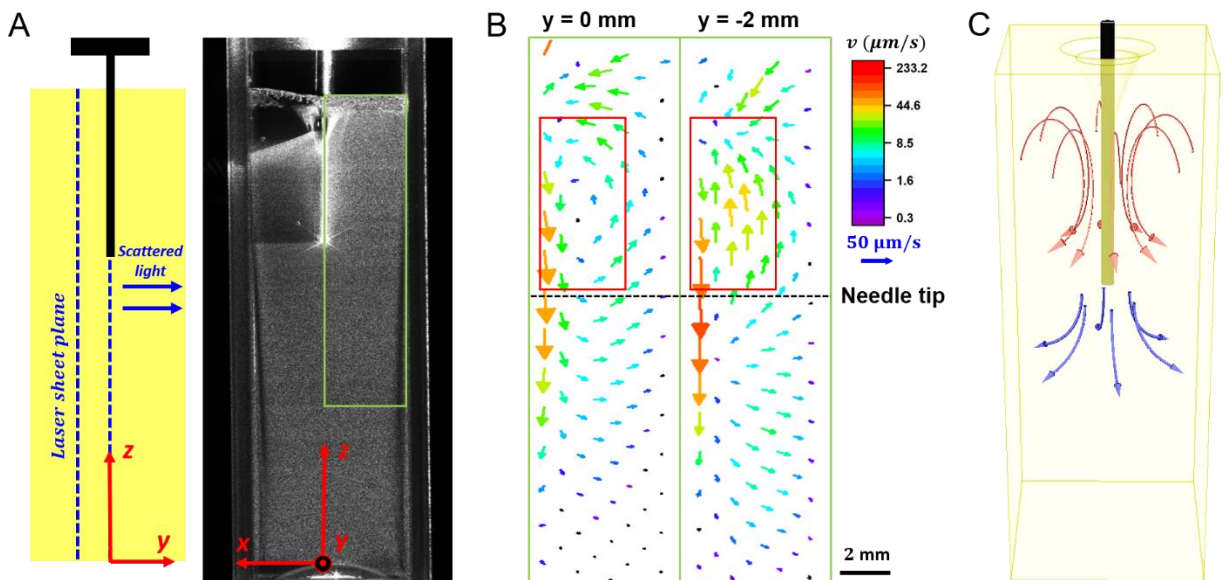 A
Scattered
light
Laser sheet plane
z
y
z
x
y
B
y = 0 mm
y = -2 mm
v (μm/s)
233.2
44.6
8.5
1.6
0.3
50 μm/s
Needle tip
2 mm
C